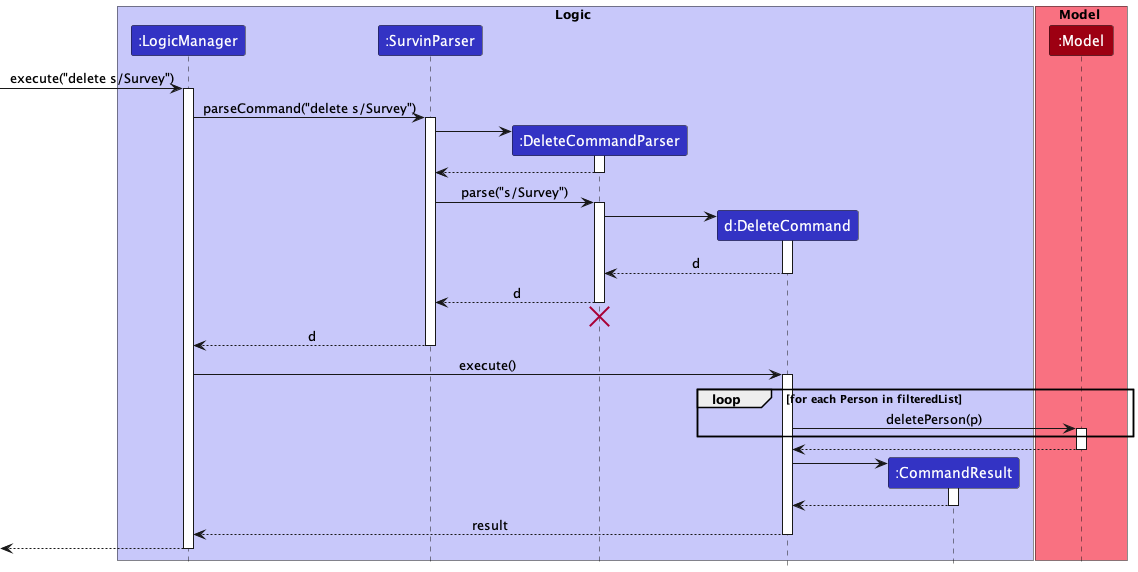 Logic
Model
:LogicManager
:SurvinParser
:Model
execute("delete s/Survey")
parseCommand("delete s/Survey")
:DeleteCommandParser
parse("s/Survey")
d:DeleteCommand
d
d
d
execute()
loop
[for each Person in filteredList]
deletePerson(p)
:CommandResult
result